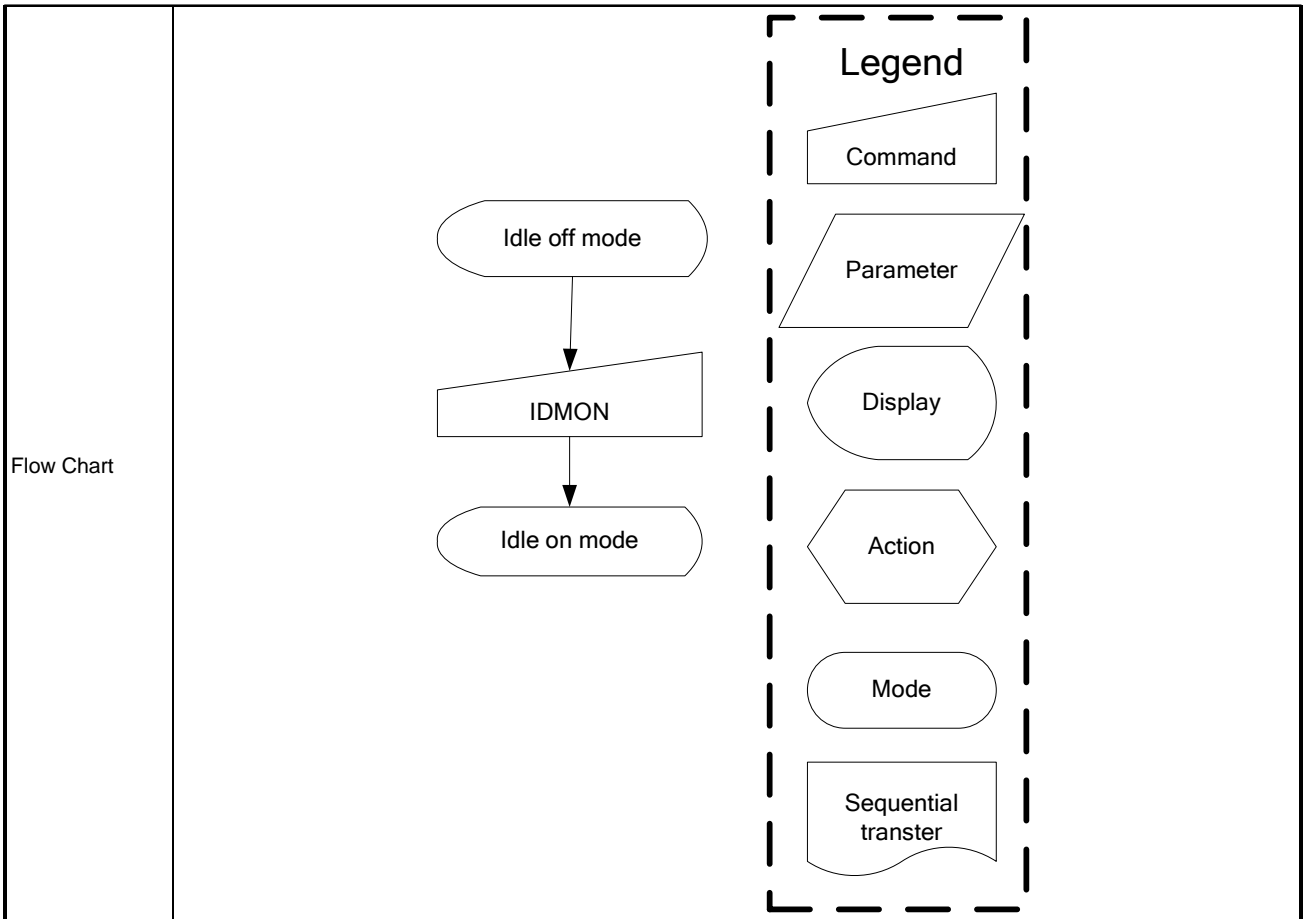 Flow Chart
Idle off mode
IDMON
Idle on mode
Legend
Command
Parameter
Display
Action
Mode
Sequential
transter